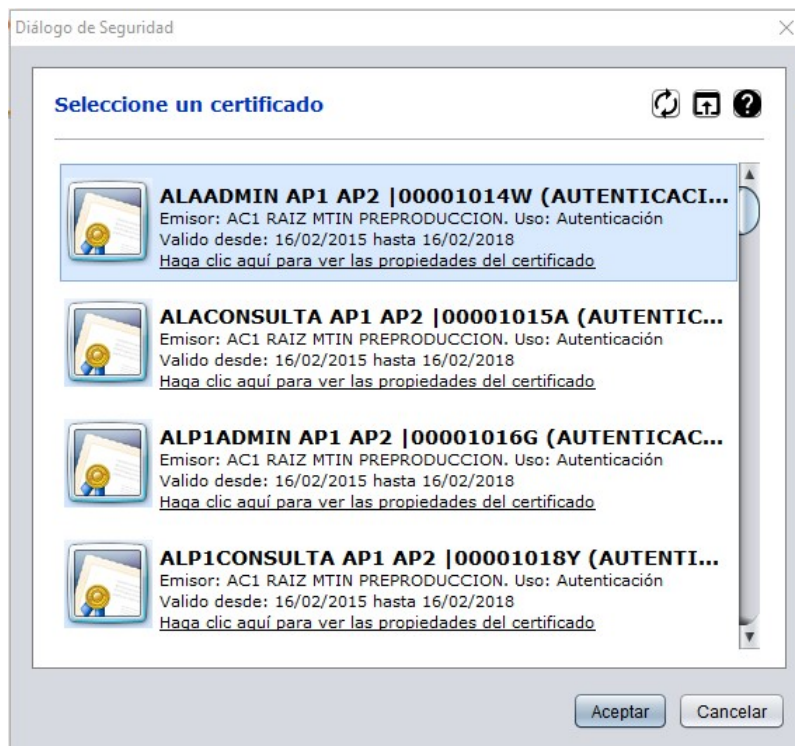 Diálogo de Seguridad
Seleccione un certificado
ALAADMIN AP1 AP2 |00001014W (AUTENTICACI...
Emisor: AC1 RAIZ MTIN PREPRODUCCION. Uso: Autenticación
Valido desde: 16/02/2015 hasta 16/02/2018
Haga clic aquí para ver las propiedades del certificado
ALACONSULTA AP1 AP2 |00001015A (AUTENTIC...
Emisor: AC1 RAIZ MTIN PREPRODUCCION. Uso: Autenticación
Valido desde: 16/02/2015 hasta 16/02/2018
Haga clic aquí para ver las propiedades del certificado
ALP1ADMIN AP1 AP2 |00001016G (AUTENTICAC...
Emisor: AC1 RAIZ MTIN PREPRODUCCION. Uso: Autenticación
Valido desde: 16/02/2015 hasta 16/02/2018
Haga clic aquí para ver las propiedades del certificado
ALP1CONSULTA AP1 AP2 |00001018Y (AUTENTI...
Emisor: AC1 RAIZ MTIN PREPRODUCCION. Uso: Autenticación
Valido desde: 16/02/2015 hasta 16/02/2018
Haga clic aquí para ver las propiedades del certificado
Aceptar Cancelar